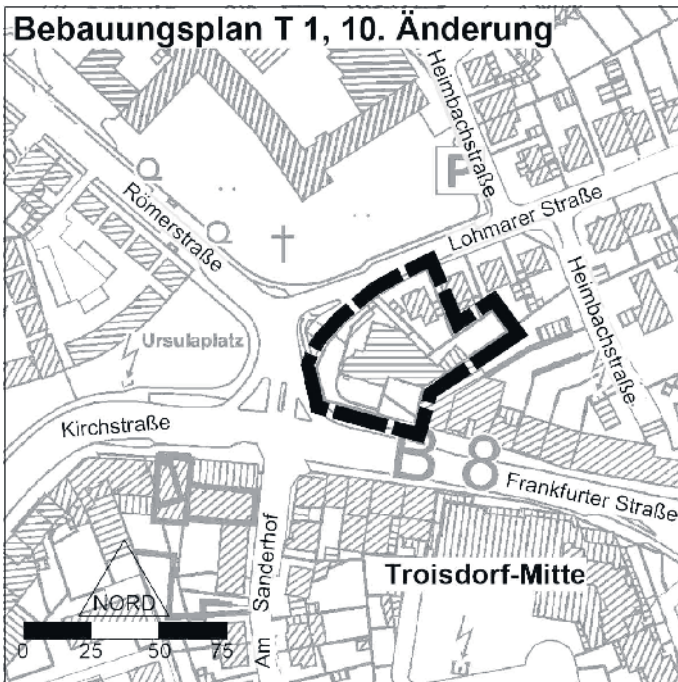 Bebauungsplan T 1, 10. Änderung
Heimbachstraße
P
Römerstraße
Lohmarer Straße
Heimbachstraße
Ursulaplatz
Kirchstraße
B 8
Frankfurter Straße
Am Sanderhof
Troisdorf-Mitte
NORD
0 25 50 75